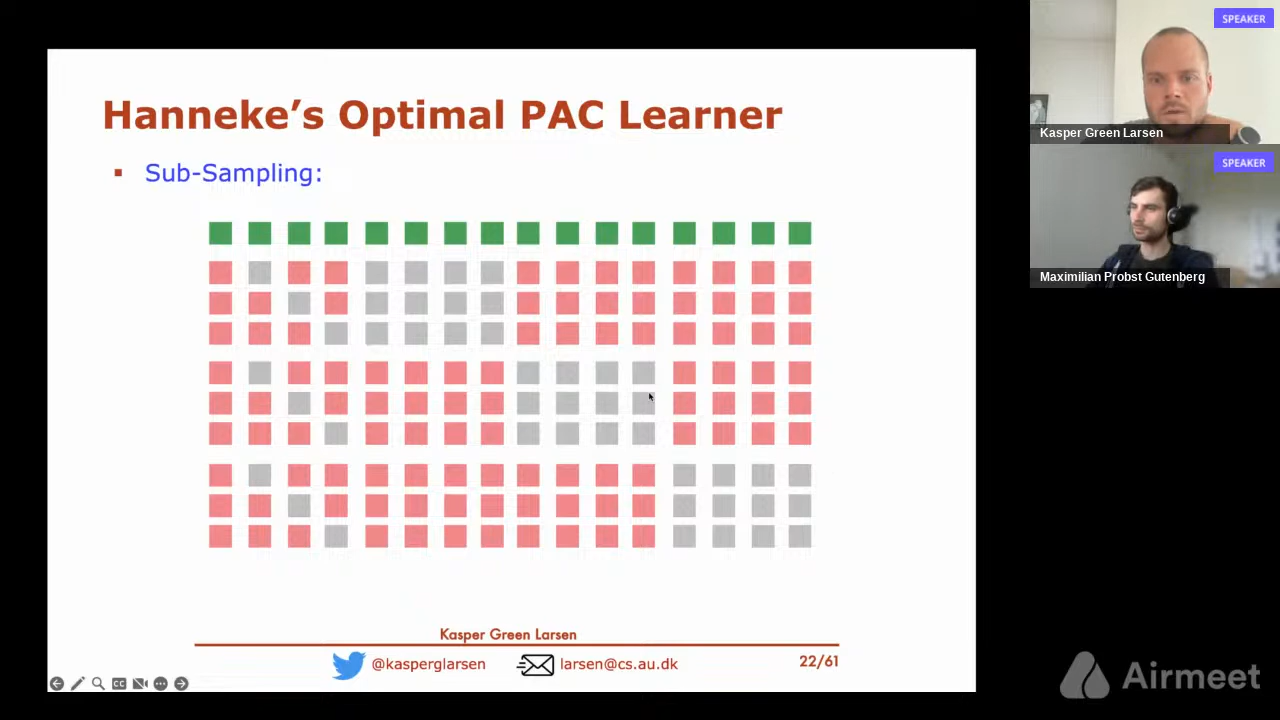 Hanneke's Optimal PAC Learner
Sub-Sampling:
Kasper Green Larsen
@kasperglarsen
larsen@cs.au.dk
22/61
CC
SPEAKER
Kasper Green Larsen
SPEAKER
Maximilian Probst Gutenberg
Airmeet